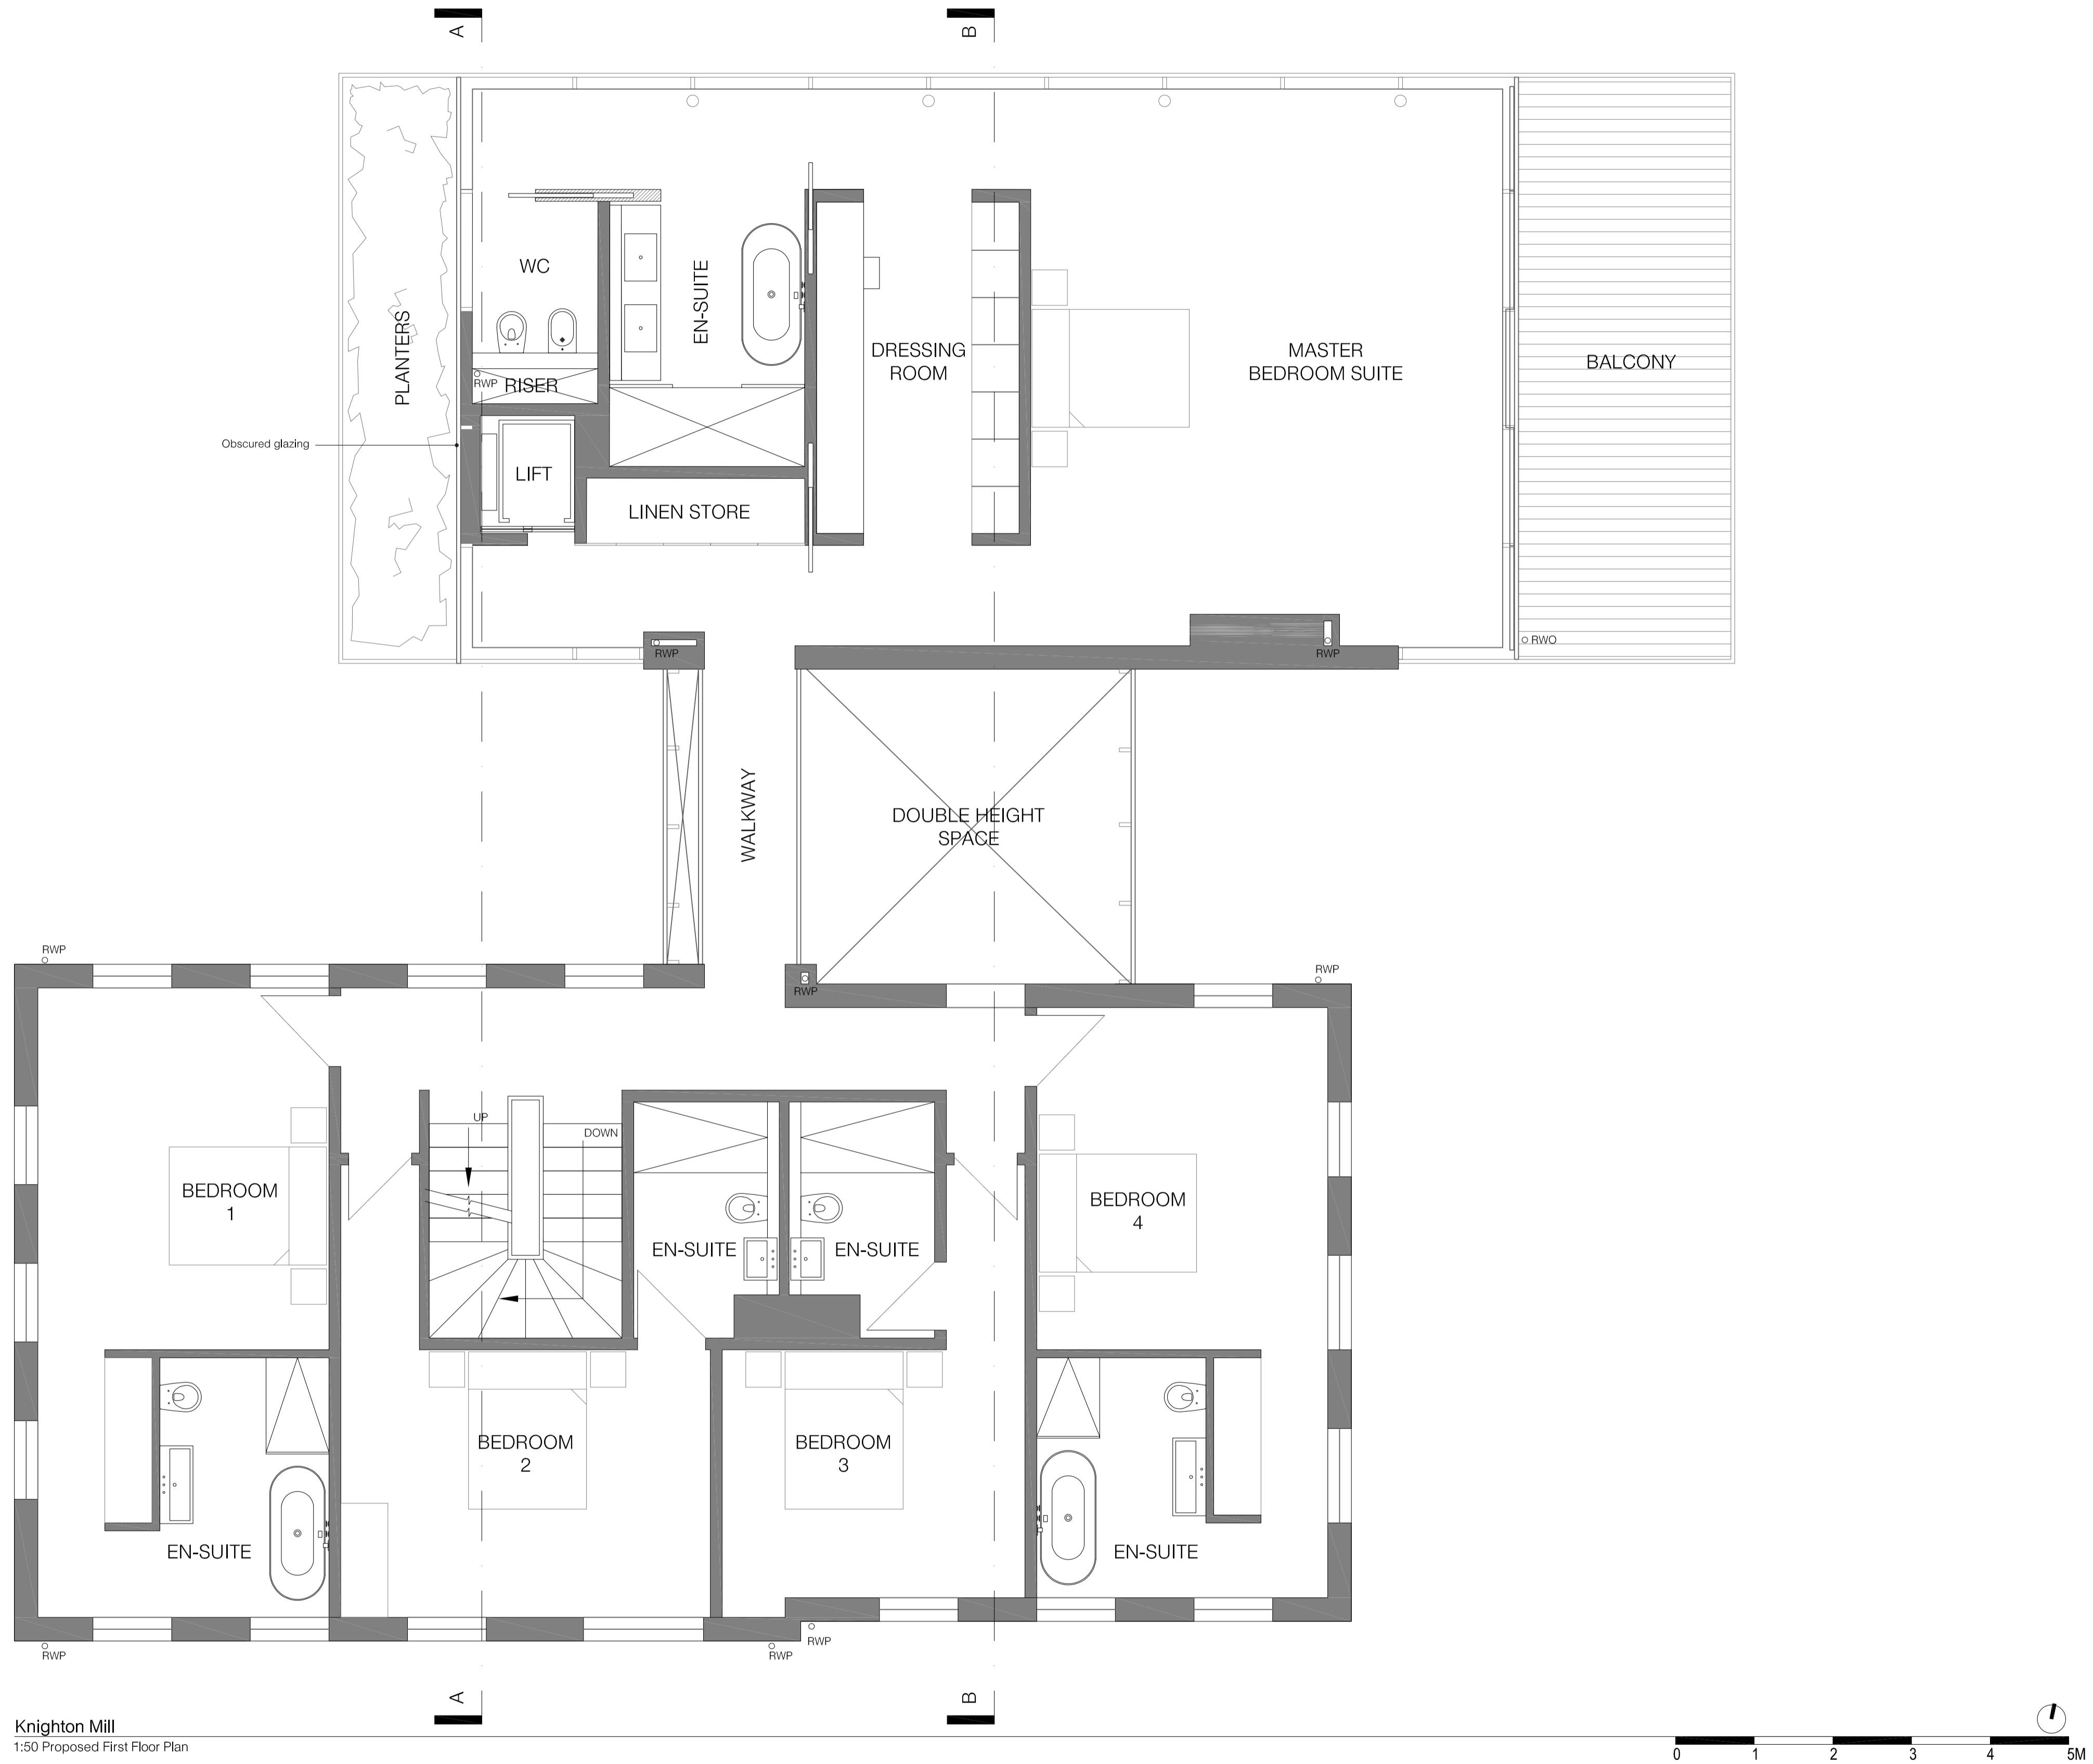 A
B
PLANTERS
WC
EN-SUITE
RWP
RISER
DRESSING
ROOM
MASTER
BEDROOM SUITE
BALCONY
Obscured glazing
LIFT
LINEN STORE
RWP
RWP
RWO
WALKWAY
DOUBLE HEIGHT
SPACE
RWP
RWP
RWP
UP
DOWN
BEDROOM
1
EN-SUITE
EN-SUITE
BEDROOM
4
BEDROOM
2
BEDROOM
3
EN-SUITE
EN-SUITE
RWP
RWP
RWP
A
B
Knighton Mill
1:50 Proposed First Floor Plan
0 1 2 3 4 5M